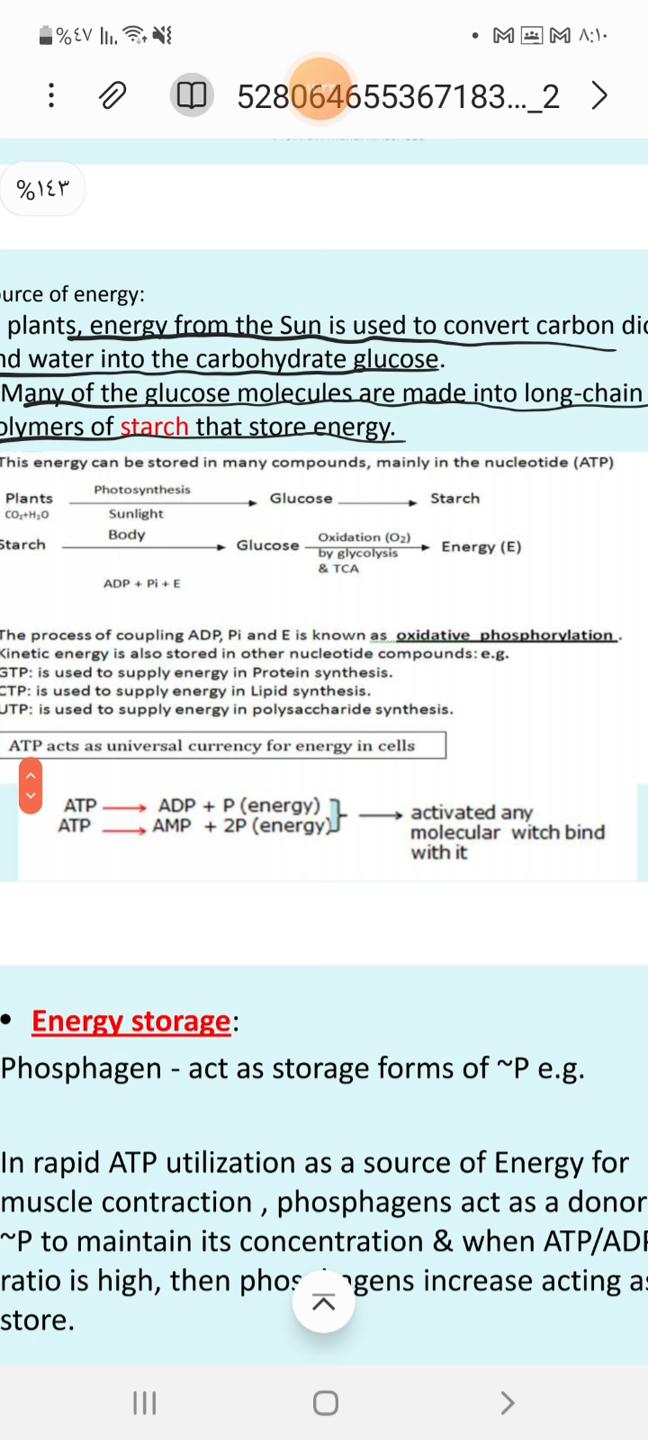 %٤٧ ٨:١٠
528064655367183..._2
%١٤٣
urce of energy:
plants, energy from the Sun is used to convert carbon dio
nd water into the carbohydrate glucose.
Many of the glucose molecules are made into long-chain
olymers of starch that store energy.
This energy can be stored in many compounds, mainly in the nucleotide (ATP)
Plants Photosynthesis Glucose Starch
CO₂+H₂O Sunlight
Starch Body Glucose Oxidation (O₂) Energy (E)
by glycolysis
& TCA
ADP + Pi + E
The process of coupling ADP, Pi and E is known as oxidative phosphorylation.
Kinetic energy is also stored in other nucleotide compounds: e.g.
GTP: is used to supply energy in Protein synthesis.
CTP: is used to supply energy in Lipid synthesis.
UTP: is used to supply energy in polysaccharide synthesis.
ATP acts as universal currency for energy in cells
ATP → ADP + P (energy)
ATP → AMP + 2P (energy)
activated any
molecular witch bind
with it
• Energy storage:
Phosphagen - act as storage forms of ~P e.g.
In rapid ATP utilization as a source of Energy for
muscle contraction , phosphagens act as a donor
~P to maintain its concentration & when ATP/ADP
ratio is high, then phos gens increase acting as
store.